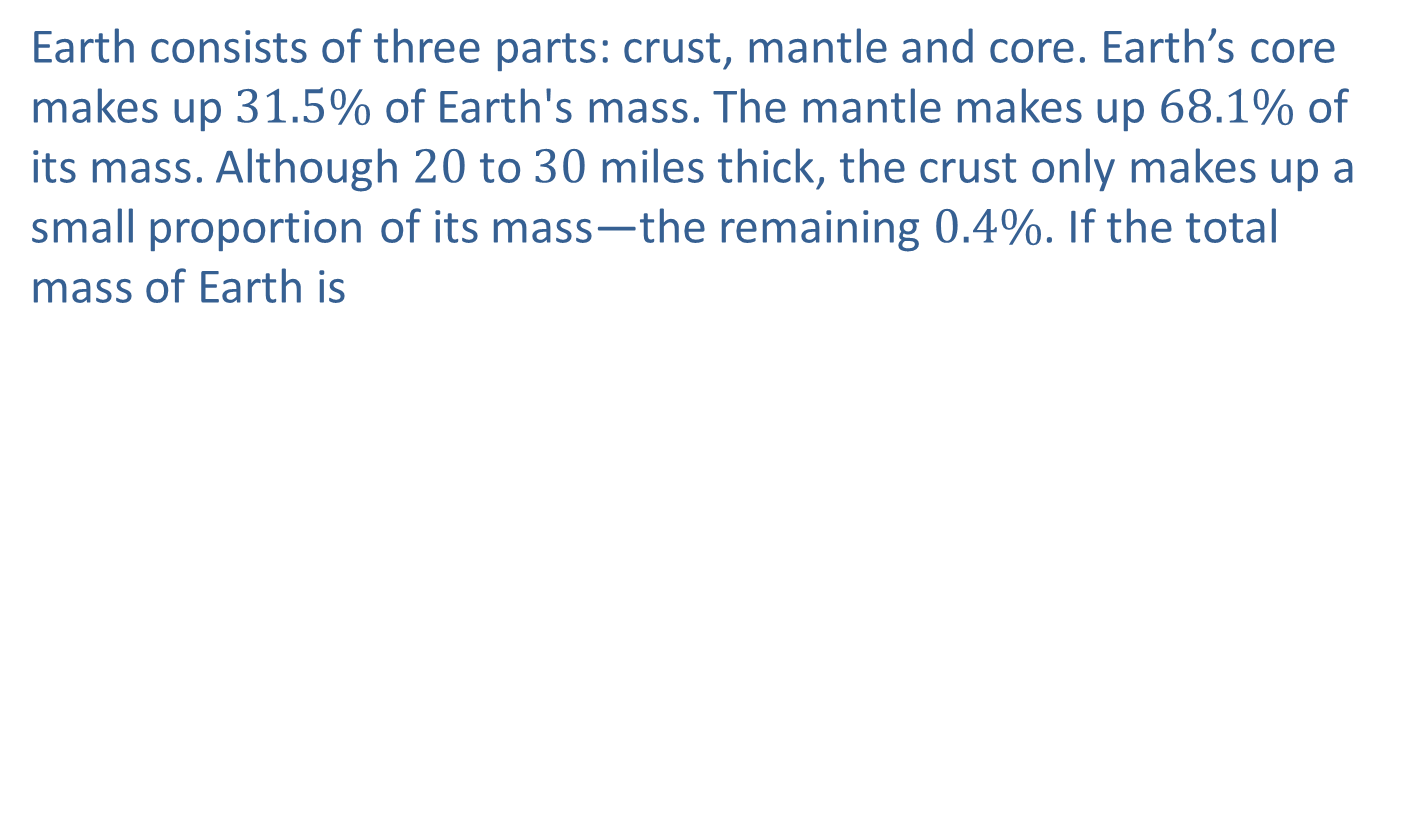 Earth consists of three parts: crust, mantle and core. Earth’s core
makes up 31.5% of Earth's mass. The mantle makes up 68.1% of
its mass. Although 20 to 30 miles thick, the crust only makes up a
small proportion of its mass—the remaining 0.4%. If the total
mass of Earth is